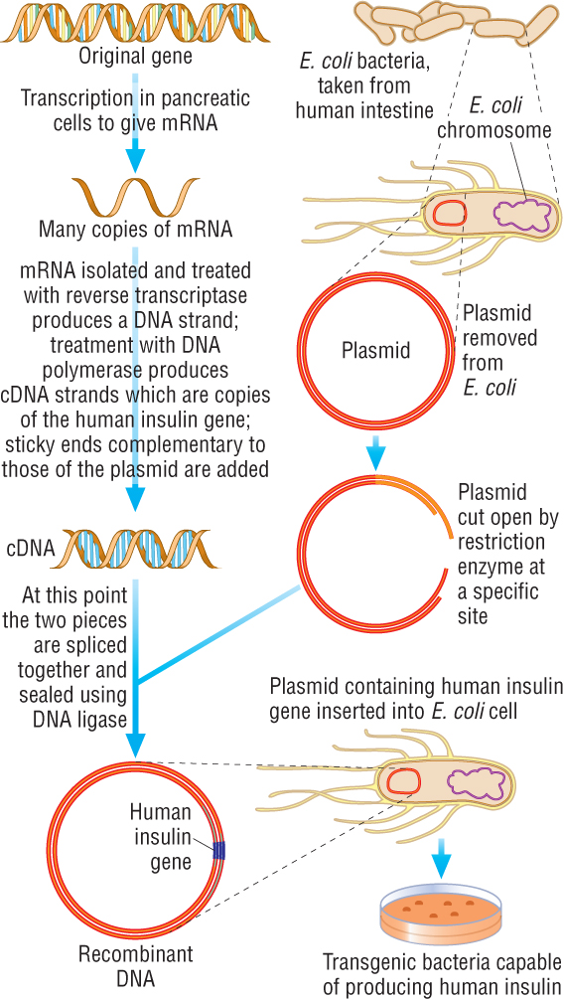 Original gene
Transcription in pancreatic
cells to give mRNA
Many copies of mRNA
mRNA isolated and treated
with reverse transcriptase
produces a DNA strand;
treatment with DNA
polymerase produces
cDNA strands which are copies
of the human insulin gene;
sticky ends complementary to
those of the plasmid are added
cDNA
At this point
the two pieces
are spliced
together and
sealed using
DNA ligase
E. coli bacteria,
taken from
human intestine
E. coli
chromosome
Plasmid
Plasmid
removed
from
E. coli
Plasmid
cut open by
restriction
enzyme at
a specific
site
Plasmid containing human insulin
gene inserted into E. coli cell
Human
insulin
gene
Recombinant
DNA
Transgenic bacteria capable
of producing human insulin